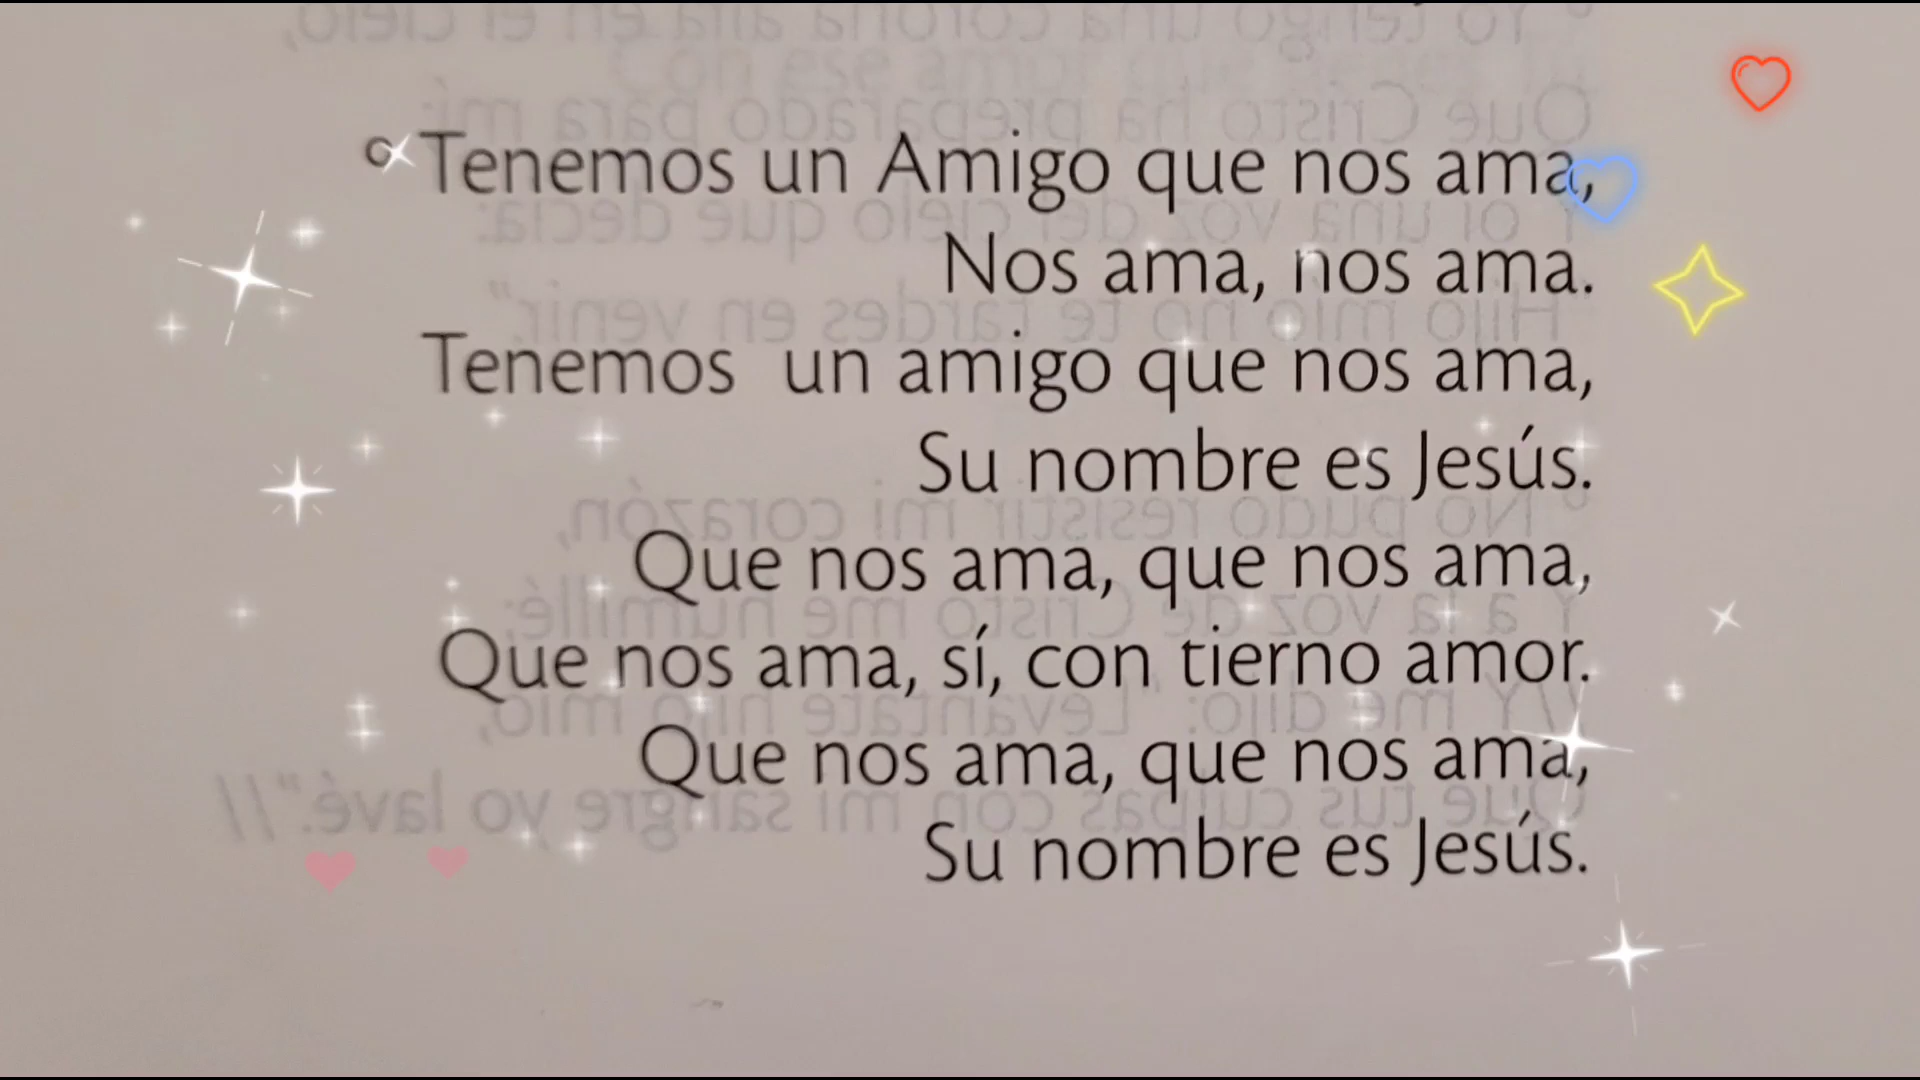 ° Tenemos un Amigo que nos ama,
Nos ama, nos ama.
Tenemos un amigo que nos ama,
Su nombre es Jesús.
Que nos ama, que nos ama,
Que nos ama, sí, con tierno amor.
Que nos ama, que nos ama,
Su nombre es Jesús.